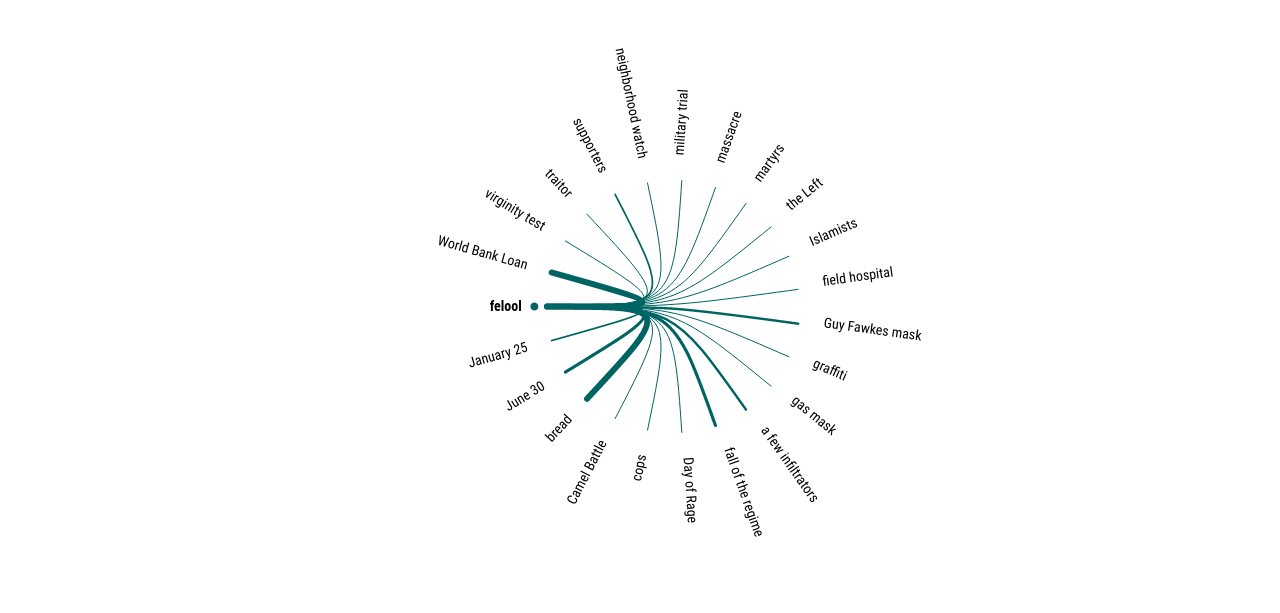 neighborhood watch
military trial
massacre
martyrs
the Left
Islamists
field hospital
Guy Fawkes mask
graffiti
gas mask
a few infiltrators
fall of the regime
Day of Rage
cops
Camel Battle
bread
June 30
January 25
felool
World Bank Loan
virginity test
traitor
supporters